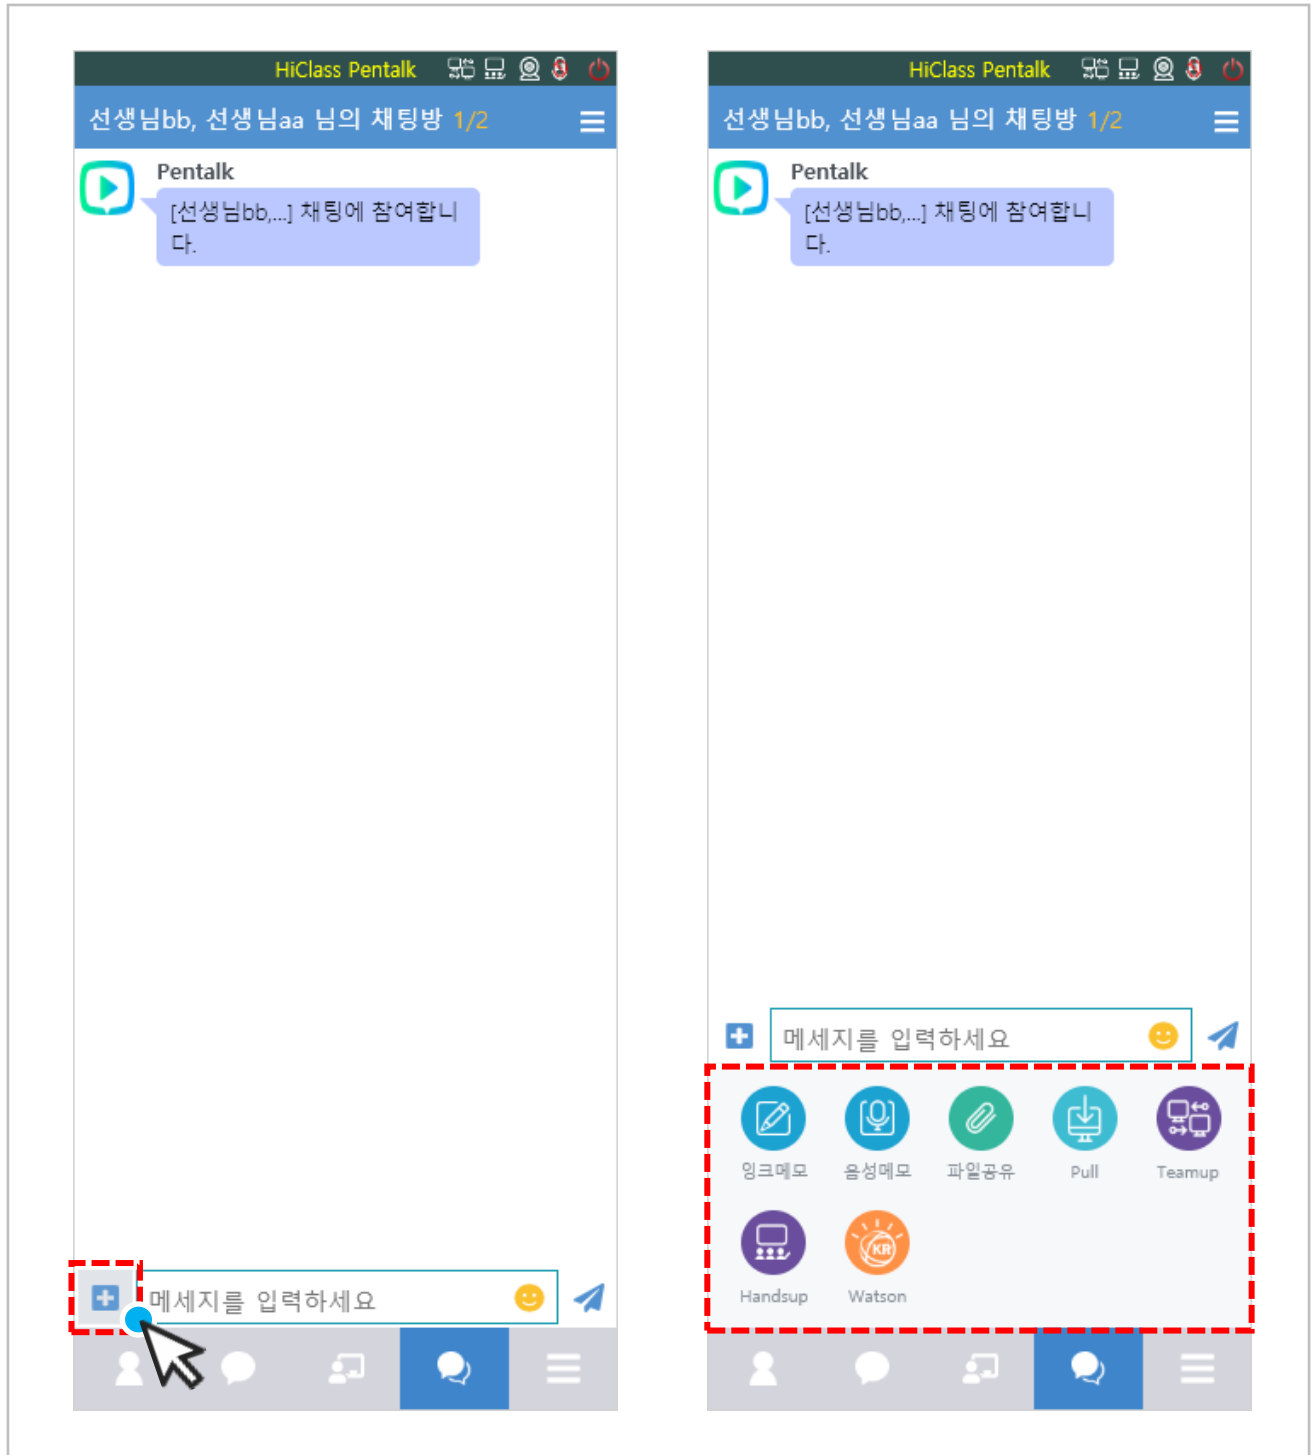 HiClass Pentalk
선생님bb, 선생님aa 님의 채팅방 1/2
Pentalk
[선생님bb,...] 채팅에 참여합니
다.
메세지를 입력하세요
HiClass Pentalk
선생님bb, 선생님aa 님의 채팅방 1/2
Pentalk
[선생님bb,...] 채팅에 참여합니
다.
메세지를 입력하세요
잉크메모 음성메모 파일공유 Pull Teamup
KR
Handsup Watson